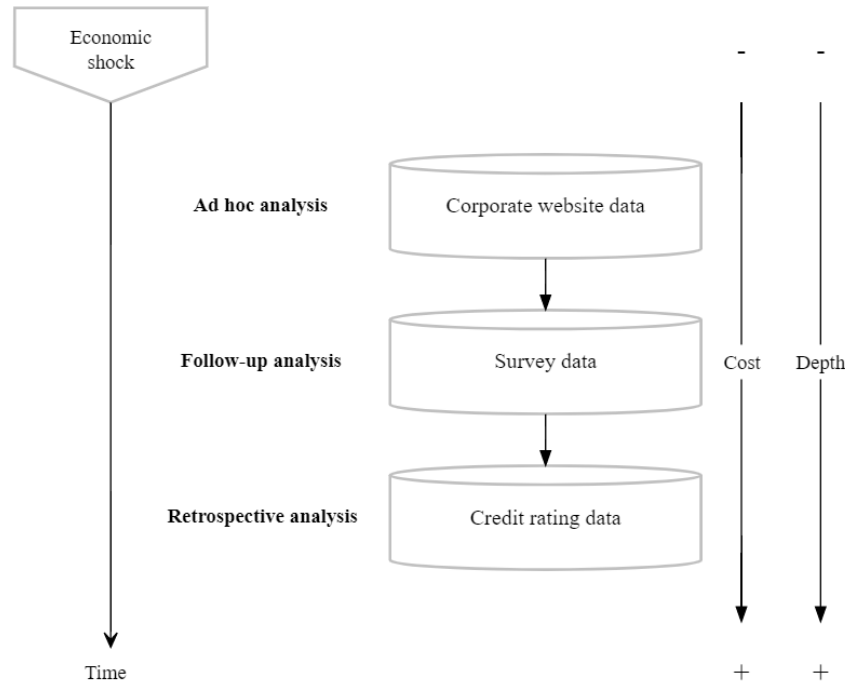 Economic
shock
-
-
Ad hoc analysis
Corporate website data
Follow-up analysis
Survey data
Cost
Depth
Retrospective analysis
Credit rating data
Time
+
+